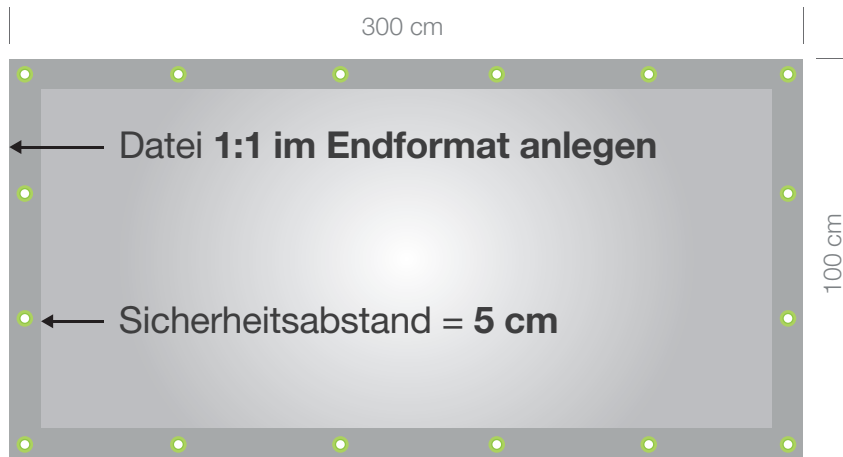 300 cm
Datei 1:1 im Endformat anlegen
100 cm
Sicherheitsabstand = 5 cm